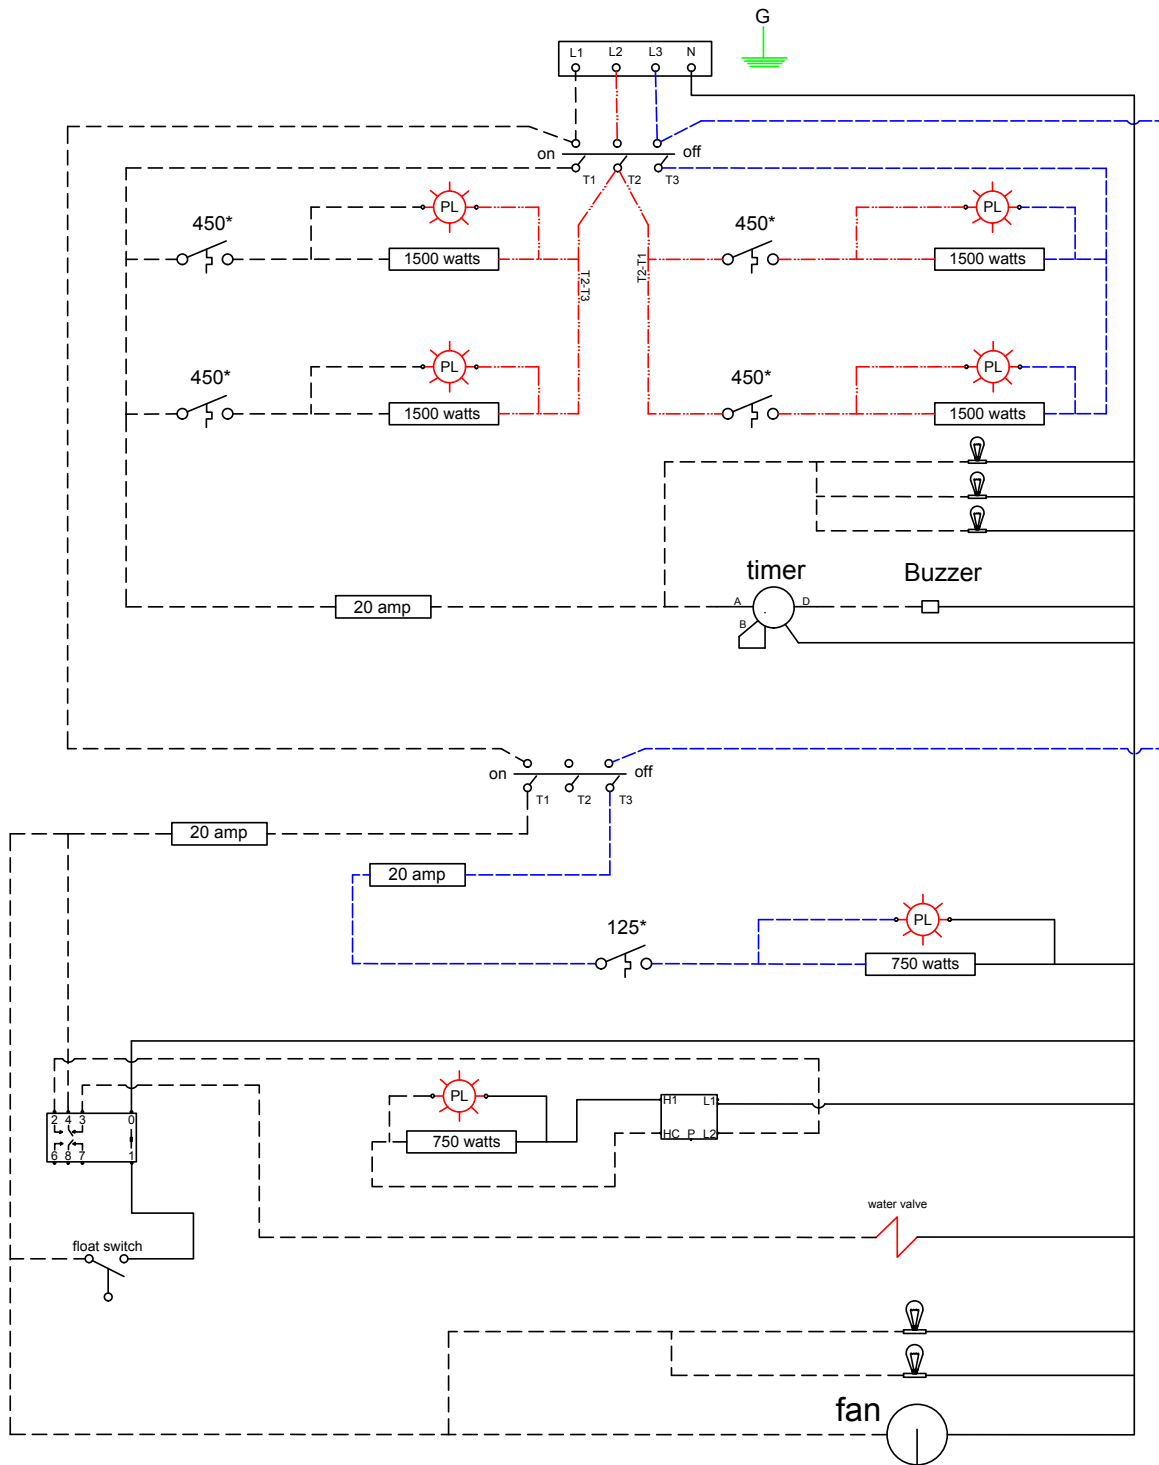 G
L1 L2 L3 N
on off
T1 T2 T3
PL PL
450* 450*
1500 watts 1500 watts
T2-T3 T2-T1
PL PL
450* 450*
1500 watts 1500 watts
timer Buzzer
20 amp A D
B
on off
T1 T2 T3
20 amp
20 amp
125* PL
750 watts
PL H1 L1
2 4 3 0
750 watts HC P L2
6 8 7 1
water valve
float switch
fan